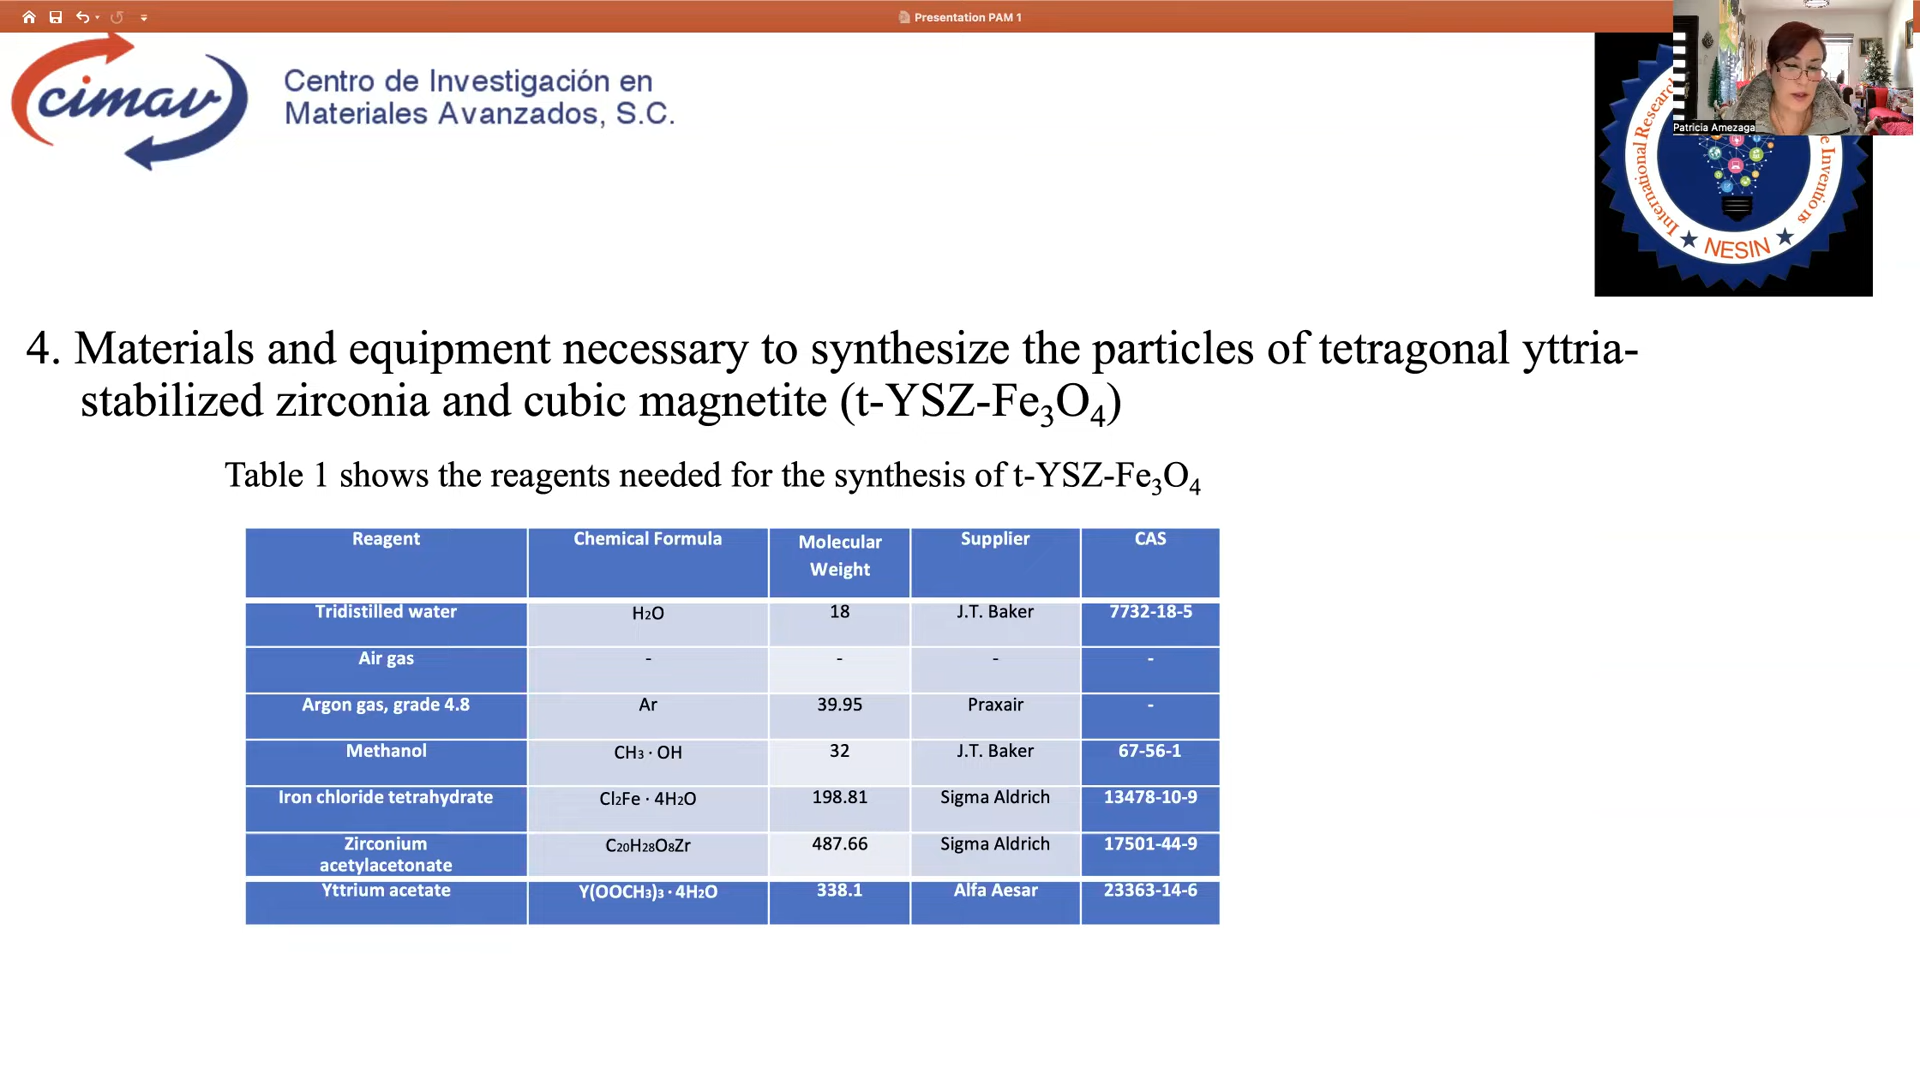 Presentation PAM 1
cimav
Centro de Investigación en
Materiales Avanzados, S.C.
Patricia Amezaga
International Researc
e Inventions
NESIN
4. Materials and equipment necessary to synthesize the particles of tetragonal yttria-
stabilized zirconia and cubic magnetite (t-YSZ-Fe₃O₄)
Table 1 shows the reagents needed for the synthesis of t-YSZ-Fe₃O₄
Reagent Chemical Formula Molecular Weight Supplier CAS
Tridistilled water H₂O 18 J.T. Baker 7732-18-5
Air gas - - - -
Argon gas, grade 4.8 Ar 39.95 Praxair -
Methanol CH₃ · OH 32 J.T. Baker 67-56-1
Iron chloride tetrahydrate Cl₂Fe · 4H₂O 198.81 Sigma Aldrich 13478-10-9
Zirconium acetylacetonate C₂₀H₂₈O₈Zr 487.66 Sigma Aldrich 17501-44-9
Yttrium acetate Y(OOCH₃)₃ · 4H₂O 338.1 Alfa Aesar 23363-14-6